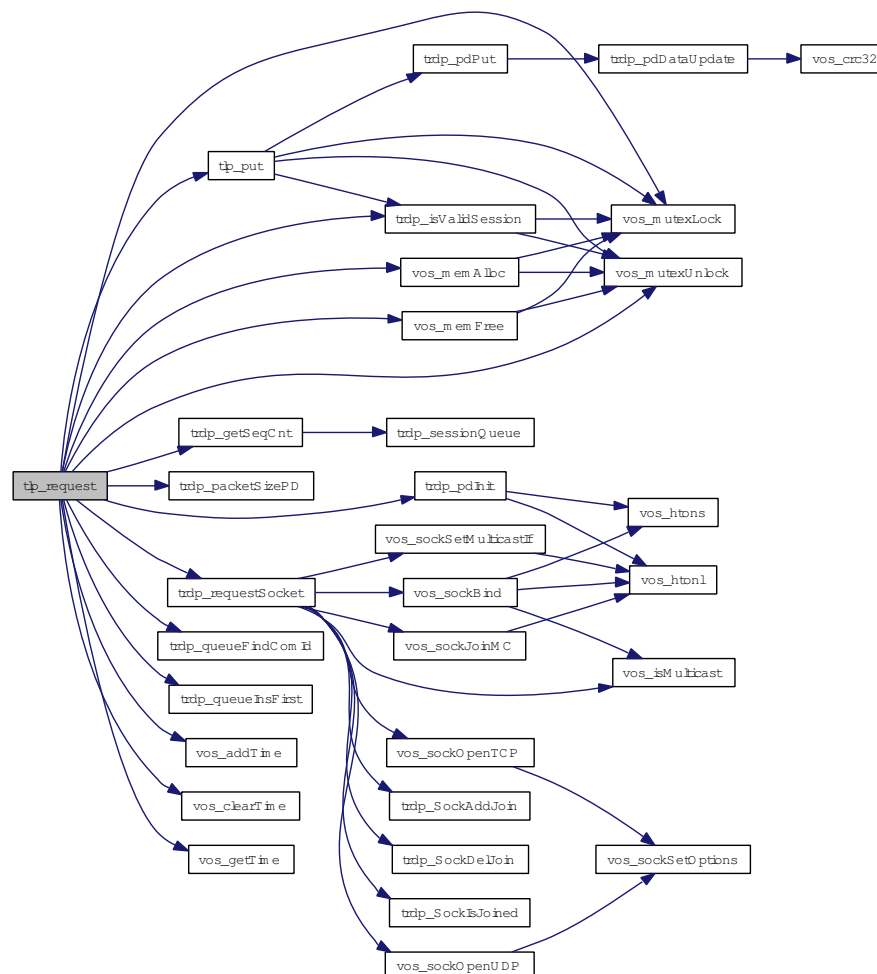 trdp_pdPut
trdp_pdDataUpdate
vos_crc32
tlp_put
trdp_isValidSession
vos_mutexLock
vos_memAlloc
vos_mutexUnlock
vos_memFree
trdp_getSeqCnt
trdp_sessionQueue
tlp_request
trdp_packetSizePD
trdp_pdInit
vos_htons
vos_sockSetMulticastIf
vos_htonl
trdp_requestSocket
vos_sockBind
trdp_queueFindComId
vos_sockJoinMC
vos_isMulticast
trdp_queueInsFirst
vos_addTime
vos_sockOpenTCP
vos_clearTime
trdp_SockAddJoin
vos_getTime
trdp_SockDelJoin
vos_sockSetOptions
trdp_SockIsJoined
vos_sockOpenUDP